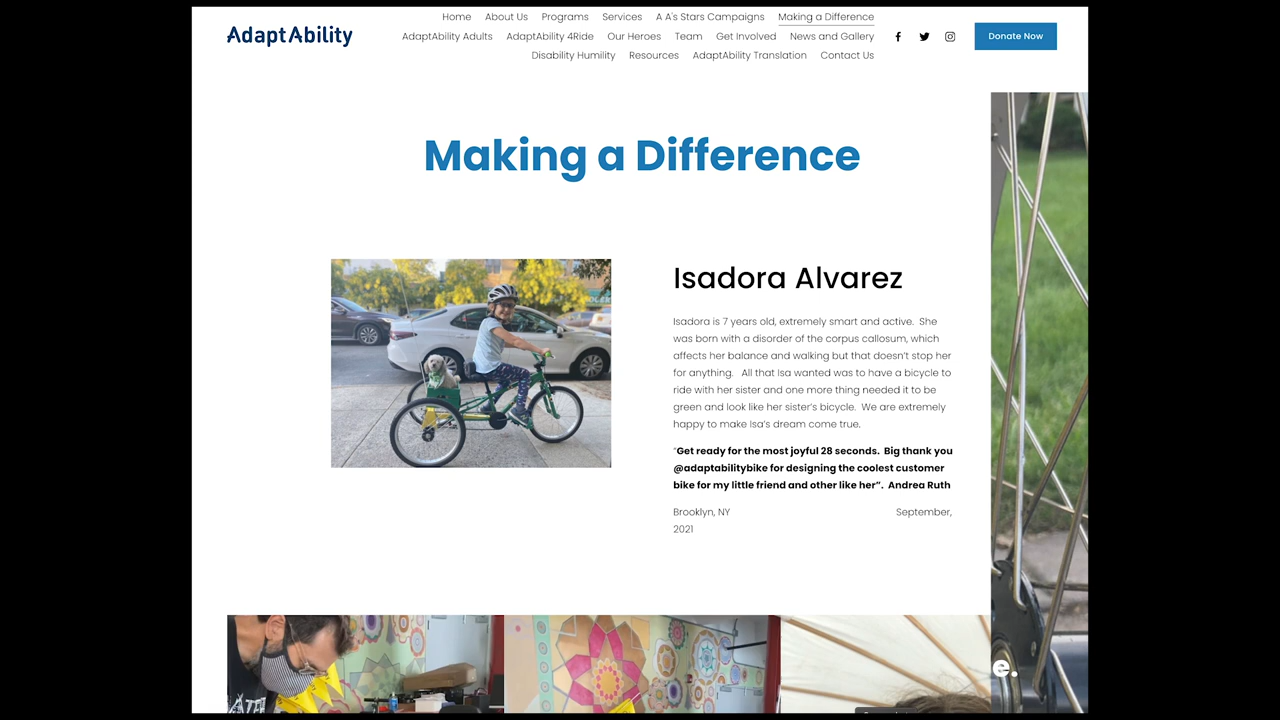 AdaptAbility
Home About Us Programs Services A A's Stars Campaigns Making a Difference
AdaptAbility Adults AdaptAbility 4Ride Our Heroes Team Get Involved News and Gallery
Disability Humility Resources AdaptAbility Translation Contact Us
Donate Now
Making a Difference
Isadora Alvarez
Isadora is 7 years old, extremely smart and active. She
was born with a disorder of the corpus callosum, which
affects her balance and walking but that doesn't stop her
for anything. All that Isa wanted was to have a bicycle to
ride with her sister and one more thing needed it to be
green and look like her sister's bicycle. We are extremely
happy to make Isa's dream come true.
"Get ready for the most joyful 28 seconds. Big thank you
@adaptabilitybike for designing the coolest customer
bike for my little friend and other like her". Andrea Ruth
Brooklyn, NY September,
2021
e.